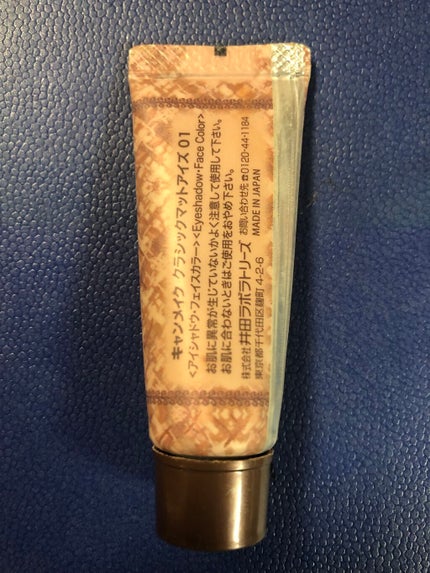 キャンメイク クラシックマットアイズ 01
<アイシャドウ・フェイスカラー><Eyeshadow・Face Color>
お肌に異常が生じていないかよく注意して使用して下さい。
お肌に合わないときはご使用をおやめ下さい。
株式会社 井田ラボラトリーズ お問い合わせ先☎0120-44-1184
東京都千代田区麹町4-2-6 MADE IN JAPAN